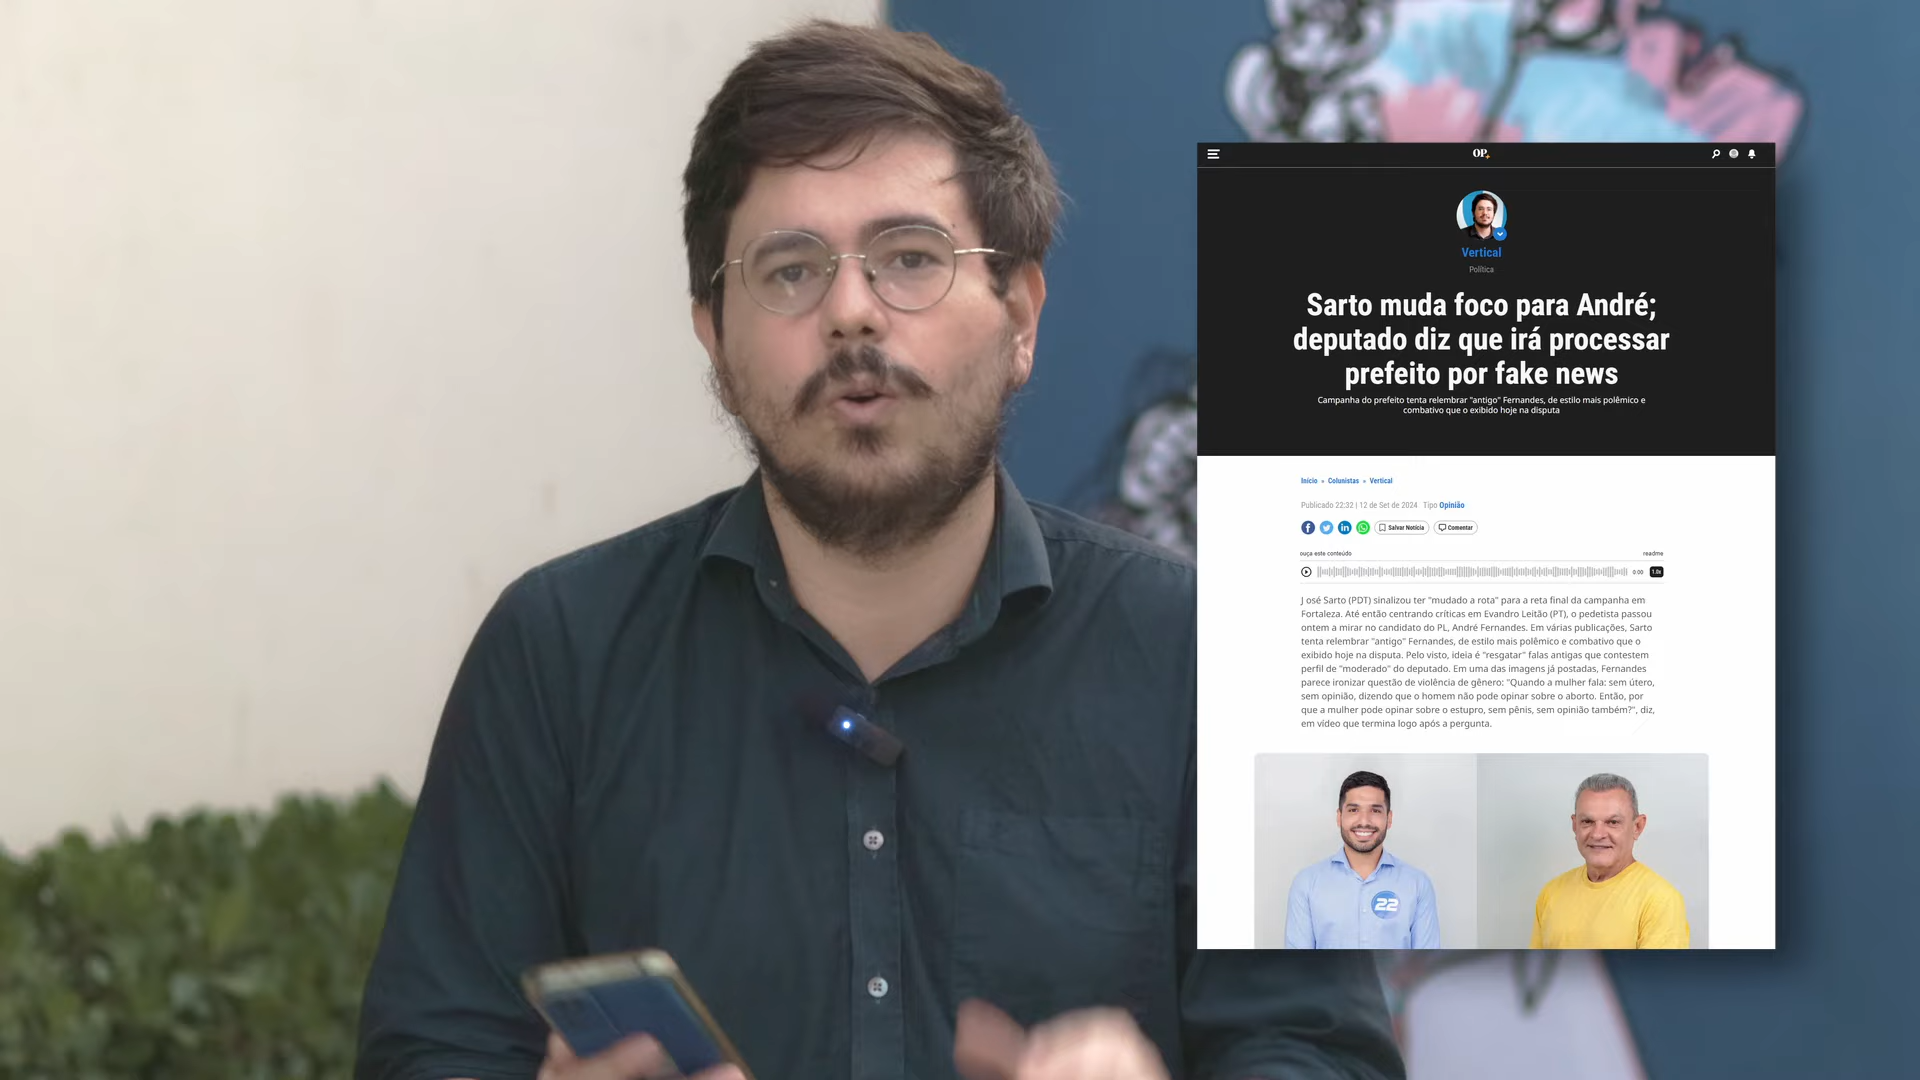 OP+
Vertical
Política
Sarto muda foco para André;
deputado diz que irá processar
prefeito por fake news
Campanha do prefeito tenta relembrar "antigo" Fernandes, de estilo mais polêmico e
combativo que o exibido hoje na disputa
Início » Colunistas » Vertical
Publicado 22:32 | 12 de Set de 2024 Tipo Opinião
Salvar Notícia Comentar
ouça este conteúdo readme
0:00 1.0x
J osé Sarto (PDT) sinalizou ter "mudado a rota" para a reta final da campanha em
Fortaleza. Até então centrando críticas em Evandro Leitão (PT), o pedetista passou
ontem a mirar no candidato do PL, André Fernandes. Em várias publicações, Sarto
tenta relembrar "antigo" Fernandes, de estilo mais polêmico e combativo que o
exibido hoje na disputa. Pelo visto, ideia é "resgatar" falas antigas que contestem
perfil de "moderado" do deputado. Em uma das imagens já postadas, Fernandes
parece ironizar questão de violência de gênero: "Quando a mulher fala: sem útero,
sem opinião, dizendo que o homem não pode opinar sobre o aborto. Então, por
que a mulher pode opinar sobre o estupro, sem pênis, sem opinião também?", diz,
em vídeo que termina logo após a pergunta.
22